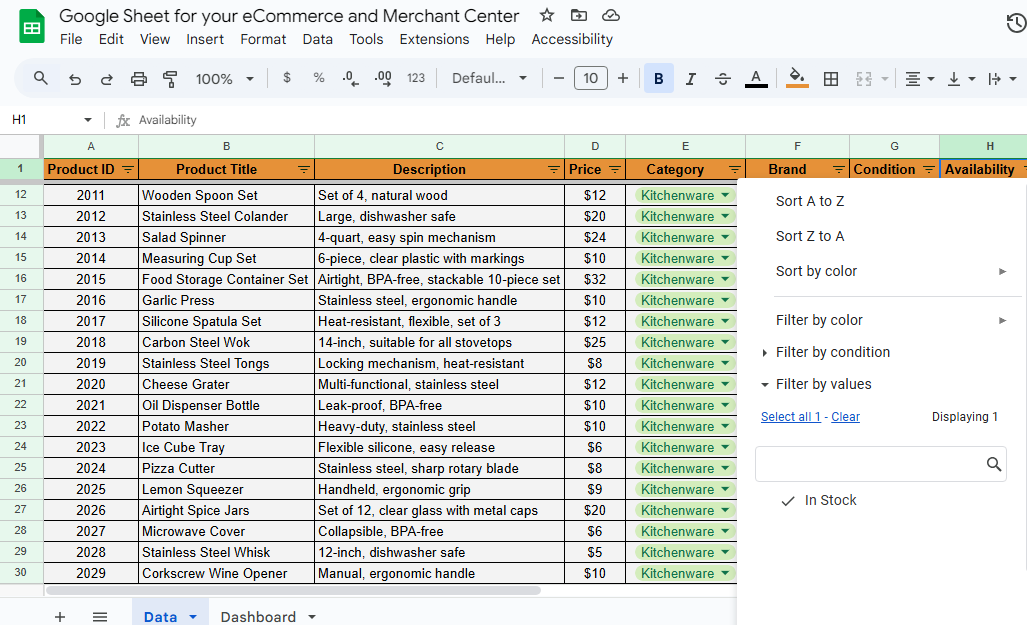 Google Sheet for your eCommerce and Merchant Center
File Edit View Insert Format Data Tools Extensions Help Accessibility
100% $ % .0 .00 123 Defaul... − 10 + B I S A
H1 fx Availability
A B C D E F G H
1 Product ID Product Title Description Price Category Brand Condition Availability
12 2011 Wooden Spoon Set Set of 4, natural wood $12 Kitchenware
13 2012 Stainless Steel Colander Large, dishwasher safe $20 Kitchenware
14 2013 Salad Spinner 4-quart, easy spin mechanism $24 Kitchenware
15 2014 Measuring Cup Set 6-piece, clear plastic with markings $10 Kitchenware
16 2015 Food Storage Container Set Airtight, BPA-free, stackable 10-piece set $32 Kitchenware
17 2016 Garlic Press Stainless steel, ergonomic handle $10 Kitchenware
18 2017 Silicone Spatula Set Heat-resistant, flexible, set of 3 $12 Kitchenware
19 2018 Carbon Steel Wok 14-inch, suitable for all stovetops $25 Kitchenware
20 2019 Stainless Steel Tongs Locking mechanism, heat-resistant $8 Kitchenware
21 2020 Cheese Grater Multi-functional, stainless steel $12 Kitchenware
22 2021 Oil Dispenser Bottle Leak-proof, BPA-free $10 Kitchenware
23 2022 Potato Masher Heavy-duty, stainless steel $10 Kitchenware
24 2023 Ice Cube Tray Flexible silicone, easy release $6 Kitchenware
25 2024 Pizza Cutter Stainless steel, sharp rotary blade $8 Kitchenware
26 2025 Lemon Squeezer Handheld, ergonomic grip $9 Kitchenware
27 2026 Airtight Spice Jars Set of 12, clear glass with metal caps $20 Kitchenware
28 2027 Microwave Cover Collapsible, BPA-free $6 Kitchenware
29 2028 Stainless Steel Whisk 12-inch, dishwasher safe $5 Kitchenware
30 2029 Corkscrew Wine Opener Manual, ergonomic handle $10 Kitchenware
Sort A to Z
Sort Z to A
Sort by color
Filter by color
Filter by condition
Filter by values
Select all 1 - Clear Displaying 1
In Stock
+ Data Dashboard